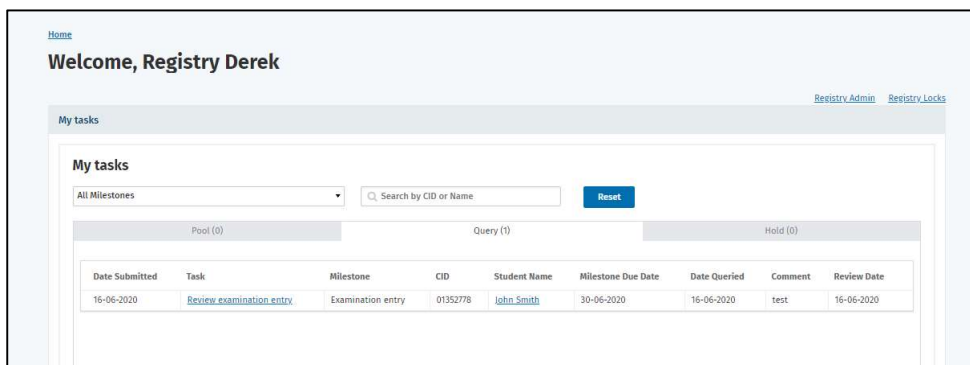 Home
Welcome, Registry Derek
Registry Admin Registry Locks
My tasks
My tasks
All Milestones Search by CID or Name Reset
Pool (0) Query (1) Hold (0)
Date Submitted Task Milestone CID Student Name Milestone Due Date Date Queried Comment Review Date
16-06-2020 Review examination entry Examination entry 01352778 John Smith 30-06-2020 16-06-2020 test 16-06-2020